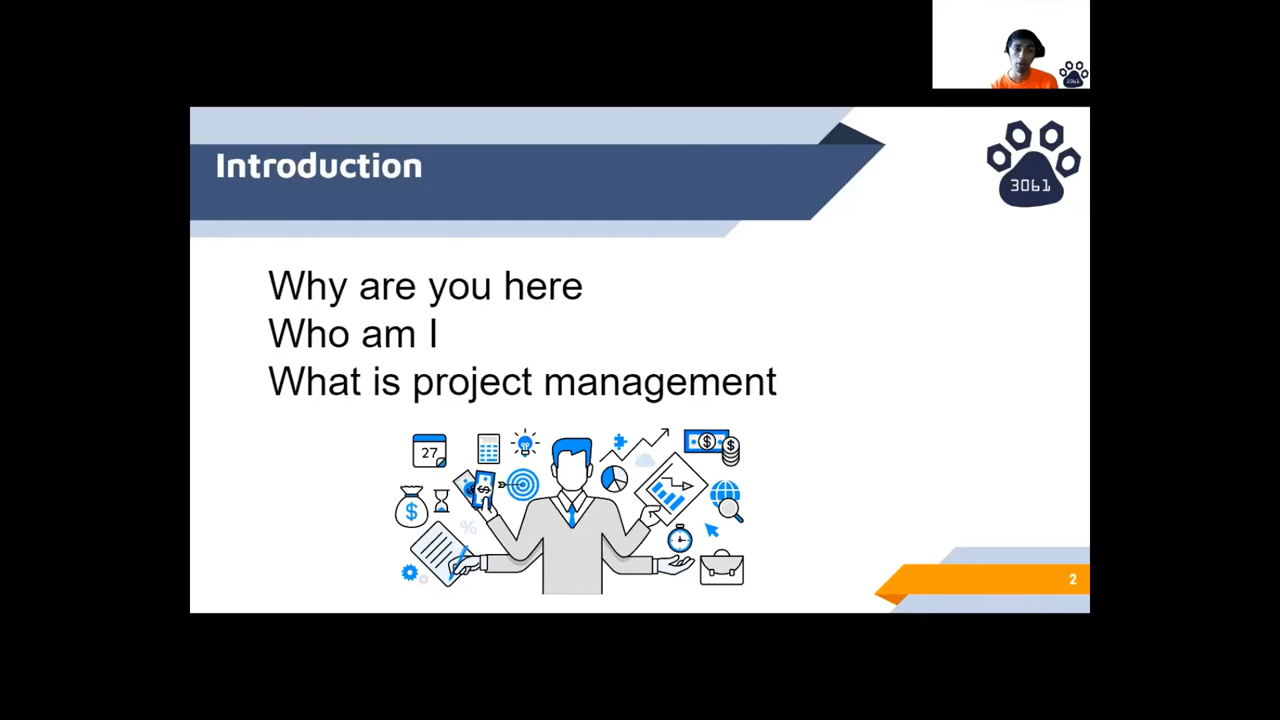 Introduction
3061
Why are you here
Who am I
What is project management
27
2